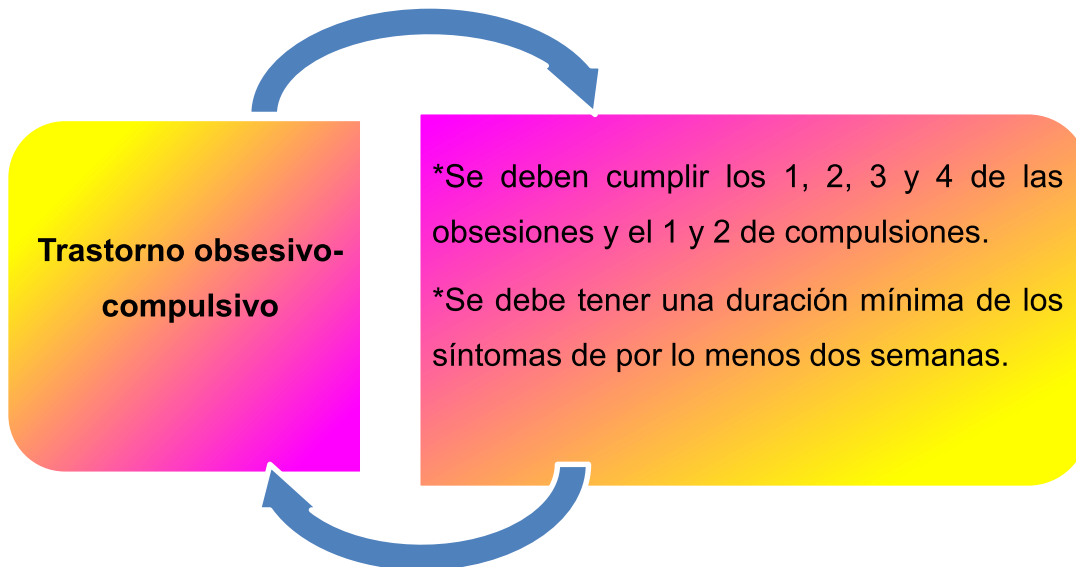 Trastorno obsesivo-
compulsivo
*Se deben cumplir los 1, 2, 3 y 4 de las
obsesiones y el 1 y 2 de compulsiones.
*Se debe tener una duración mínima de los
síntomas de por lo menos dos semanas.